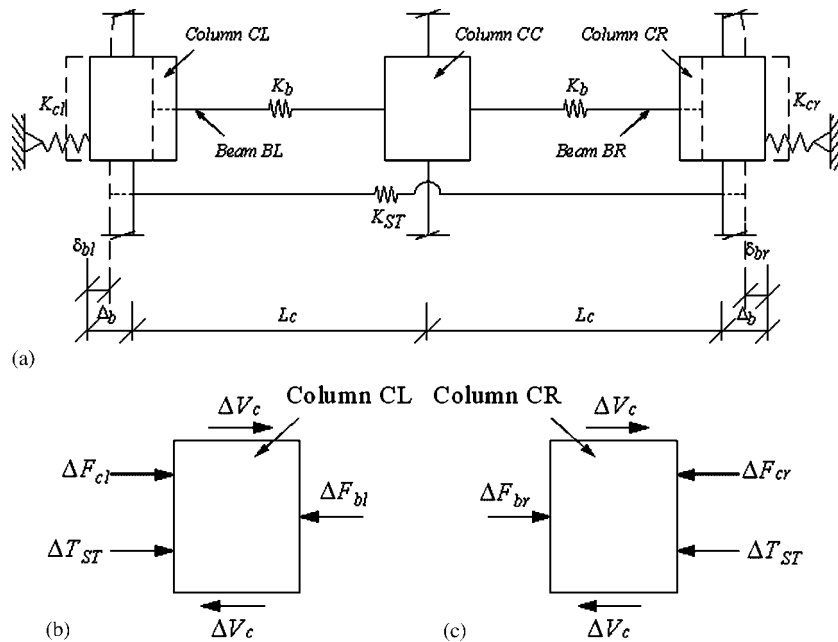 Column CL
Column CC
Column CR
K_cl
K_b
K_b
K_cr
Beam BL
Beam BR
K_ST
δ_bl
δ_br
Δ_b
L_c
L_c
Δ_b
(a)
Column CL Column CR
ΔV_c
ΔV_c
ΔF_cl
ΔF_bl
ΔF_br
ΔF_cr
ΔT_ST
ΔT_ST
ΔV_c
ΔV_c
(b)
(c)